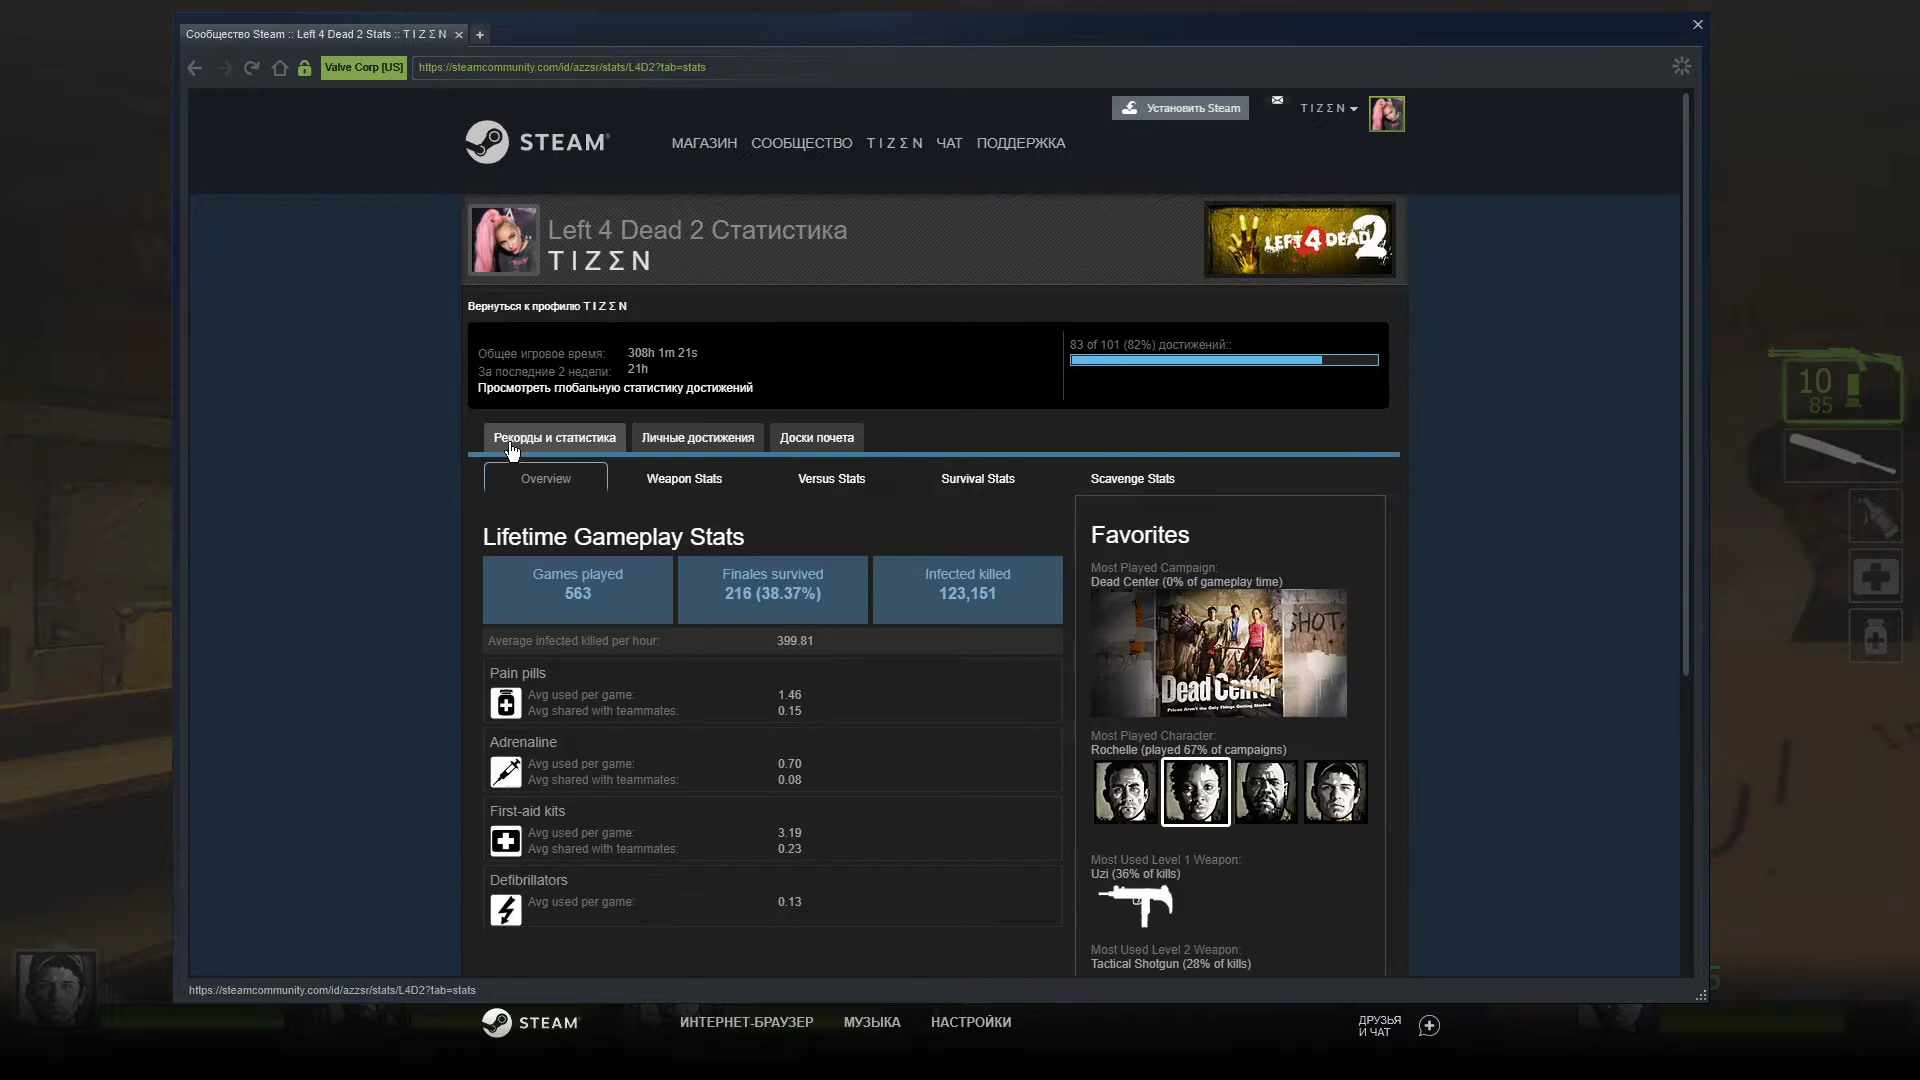 Сообщество Steam :: Left 4 Dead 2 Stats :: T I Z Σ N
Valve Corp [US]
https://steamcommunity.com/id/azzsr/stats/L4D2?tab=stats
Установить Steam
T I Z Σ N
STEAM
МАГАЗИН СООБЩЕСТВО T I Z Σ N ЧАТ ПОДДЕРЖКА
Left 4 Dead 2 Статистика
T I Z Σ N
LEFT 4 DEAD 2
Вернуться к профилю T I Z Σ N
Общее игровое время: 308h 1m 21s
За последние 2 недели: 21h
Просмотреть глобальную статистику достижений
83 of 101 (82%) достижений::
Рекорды и статистика
Личные достижения
Доски почета
Overview
Weapon Stats
Versus Stats
Survival Stats
Scavenge Stats
Lifetime Gameplay Stats
Games played
563
Finales survived
216 (38.37%)
Infected killed
123,151
Average infected killed per hour: 399.81
Pain pills
Avg used per game: 1.46
Avg shared with teammates: 0.15
Adrenaline
Avg used per game: 0.70
Avg shared with teammates: 0.08
First-aid kits
Avg used per game: 3.19
Avg shared with teammates: 0.23
Defibrillators
Avg used per game: 0.13
Favorites
Most Played Campaign:
Dead Center (0% of gameplay time)
SHOT.
Dead Center
Prices Aren't the Only Things Getting Slashed
Most Played Character:
Rochelle (played 67% of campaigns)
Most Used Level 1 Weapon:
Uzi (36% of kills)
Most Used Level 2 Weapon:
Tactical Shotgun (28% of kills)
10
85
https://steamcommunity.com/id/azzsr/stats/L4D2?tab=stats
STEAM
ИНТЕРНЕТ-БРАУЗЕР
МУЗЫКА
НАСТРОЙКИ
ДРУЗЬЯ
И ЧАТ